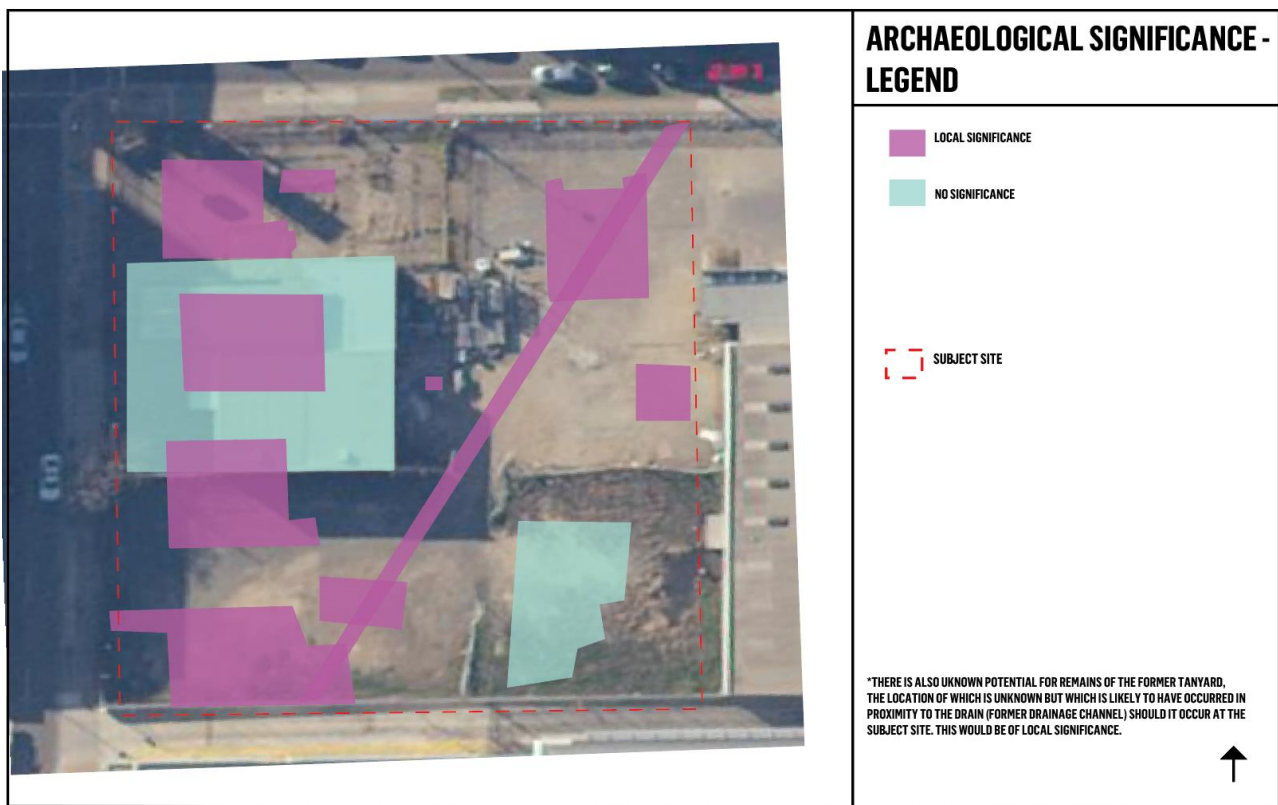 ARCHAEOLOGICAL SIGNIFICANCE -
LEGEND
LOCAL SIGNIFICANCE
NO SIGNIFICANCE
SUBJECT SITE
*THERE IS ALSO UKNOWN POTENTIAL FOR REMAINS OF THE FORMER TANYARD,
THE LOCATION OF WHICH IS UNKNOWN BUT WHICH IS LIKELY TO HAVE OCCURRED IN
PROXIMITY TO THE DRAIN (FORMER DRAINAGE CHANNEL) SHOULD IT OCCUR AT THE
SUBJECT SITE. THIS WOULD BE OF LOCAL SIGNIFICANCE.